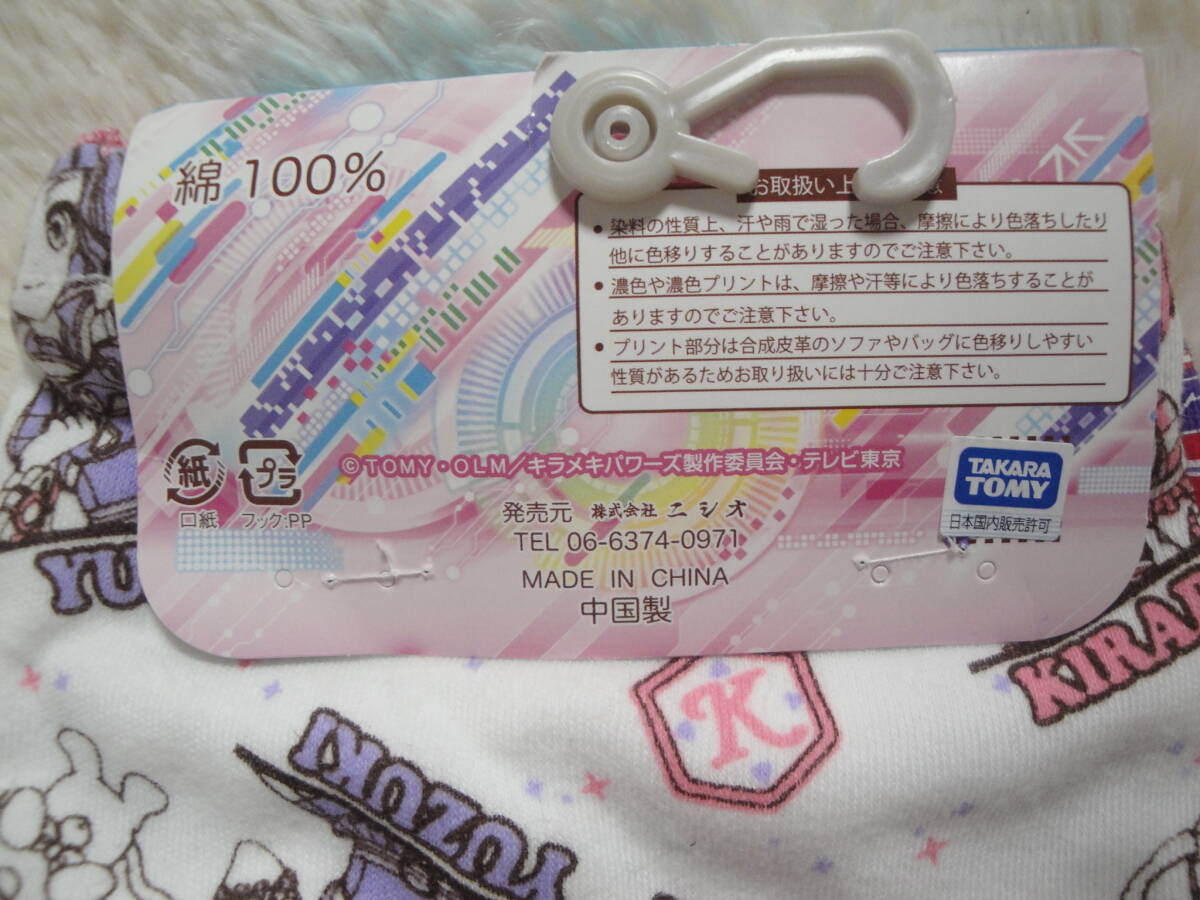 綿 100%
お取扱い上
• 染料の性質上、汗や雨で湿った場合、摩擦により色落ちしたり
他に色移りすることがありますのでご注意下さい。
• 濃色や濃色プリントは、摩擦や汗等により色落ちすることが
ありますのでご注意下さい。
• プリント部分は合成皮革のソファやバッグに色移りしやすい
性質があるためお取り扱いには十分ご注意下さい。
紙
プラ
口紙 フック:PP
©TOMY・OLM/キラメキパワーズ製作委員会・テレビ東京
TAKARA
TOMY
日本国内販売許可
発売元 株式会社 ニシオ
TEL 06-6374-0971
MADE IN CHINA
中国製
YU
KIRAR
K
YUZUKI
YOZUKI